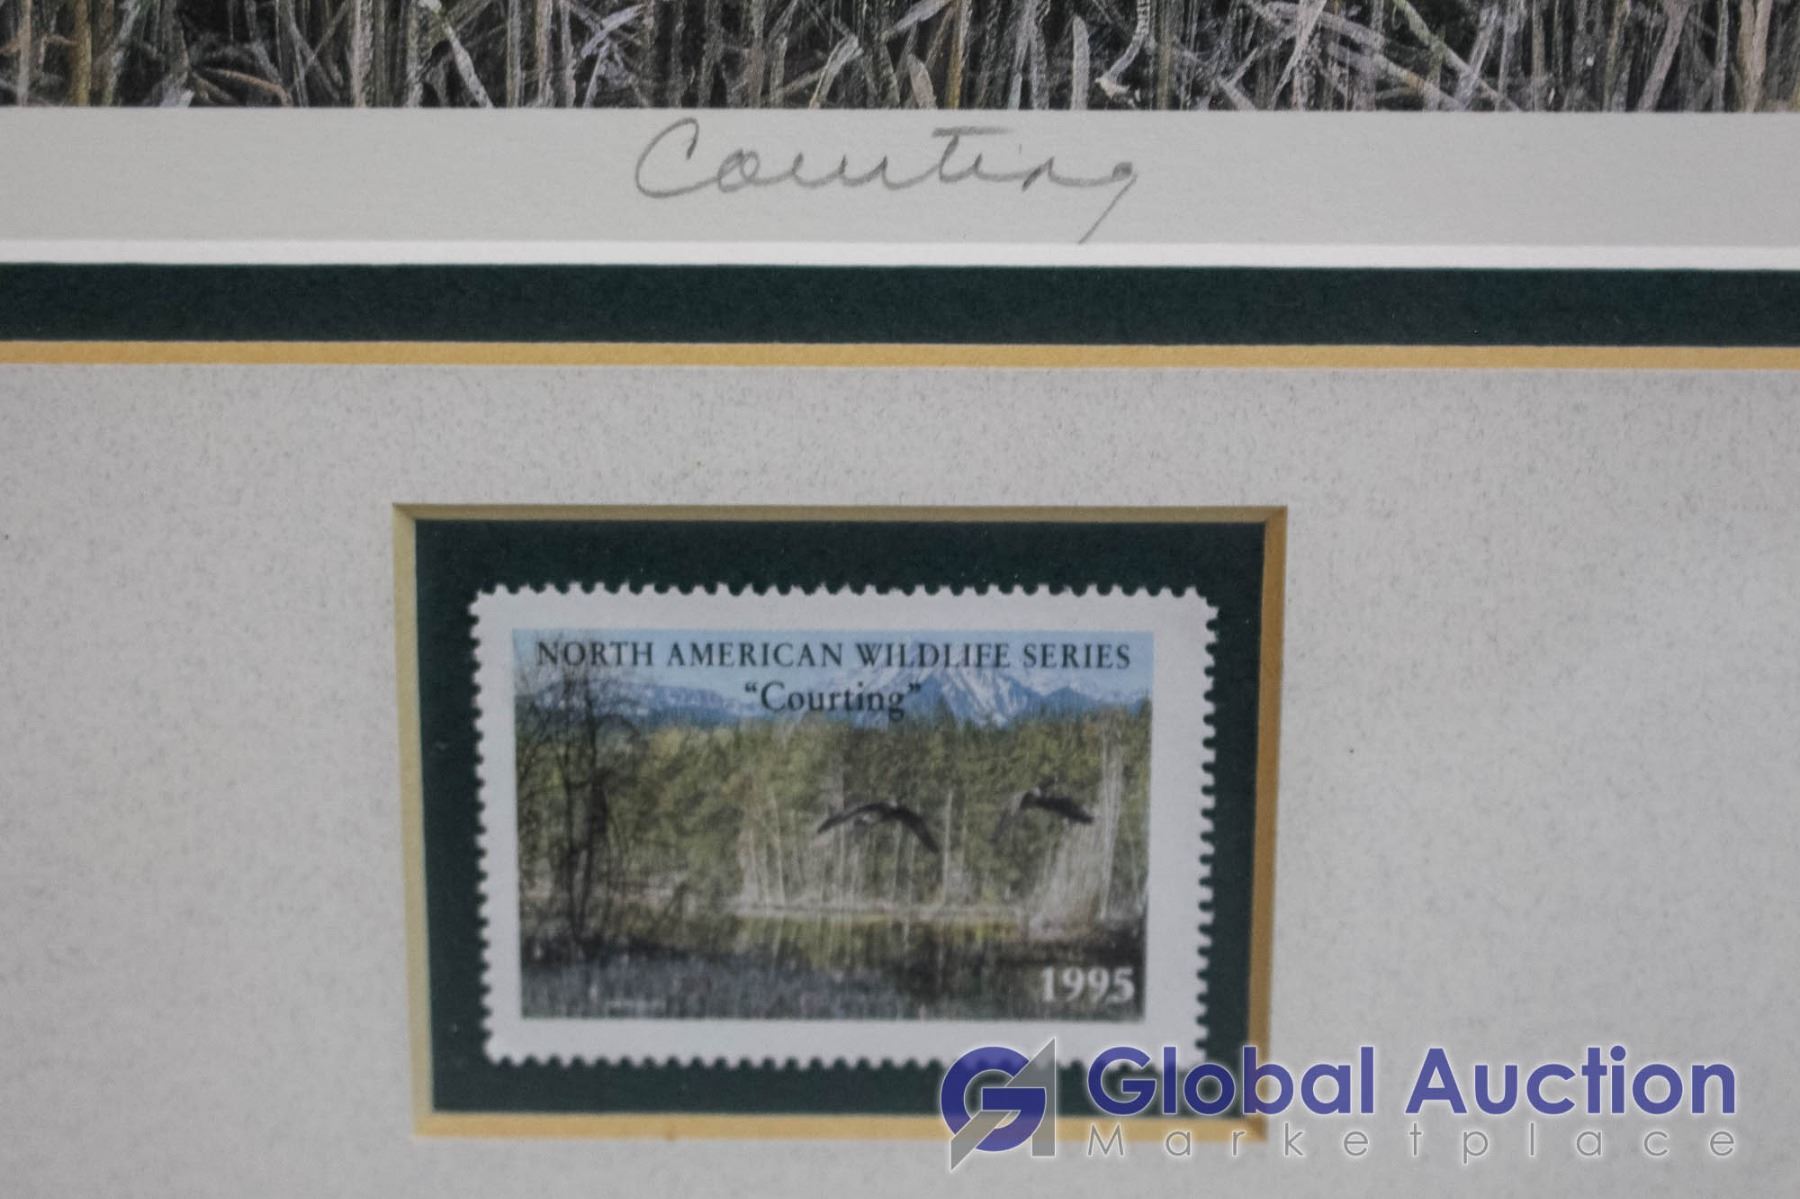 Courting
NORTH AMERICAN WILDLIFE SERIES
“Courting”
1995
Global Auction
Marketplace